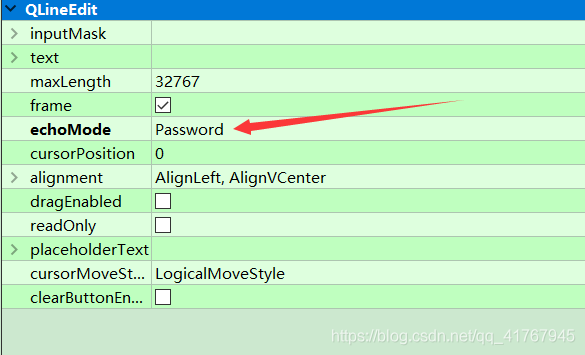 QLineEdit
inputMask
text
maxLength 32767
frame
echoMode Password
cursorPosition 0
alignment AlignLeft, AlignVCenter
dragEnabled
readOnly
placeholderText
cursorMoveSt... LogicalMoveStyle
clearButtonEn...
https://blog.csdn.net/qq_41767945